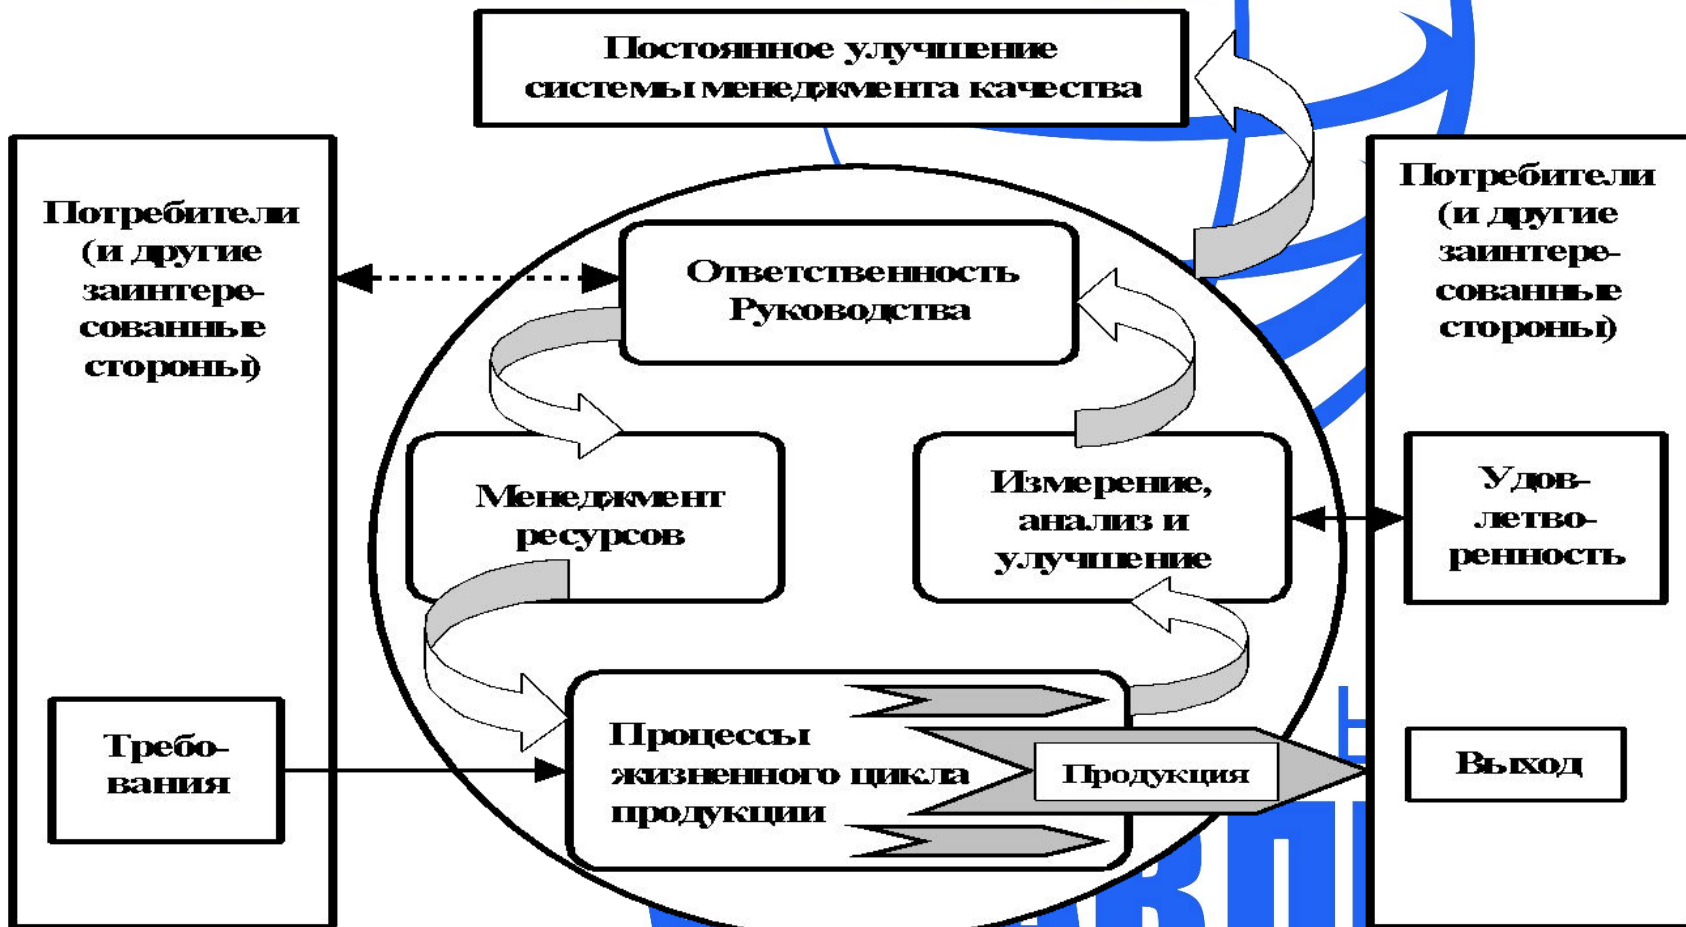 Постоянное улучшение
системы менеджмента качества
Потребители
(и другие
заинтере-
сованные
стороны)
Требо-
вания
Ответственность
Руководства
Менеджмент
ресурсов
Измерение,
анализ и
улучшение
Процессы
жизненного цикла
продукции
Продукция
Потребители
(и другие
заинтере-
сованные
стороны)
Удов-
летво-
ренность
Выход